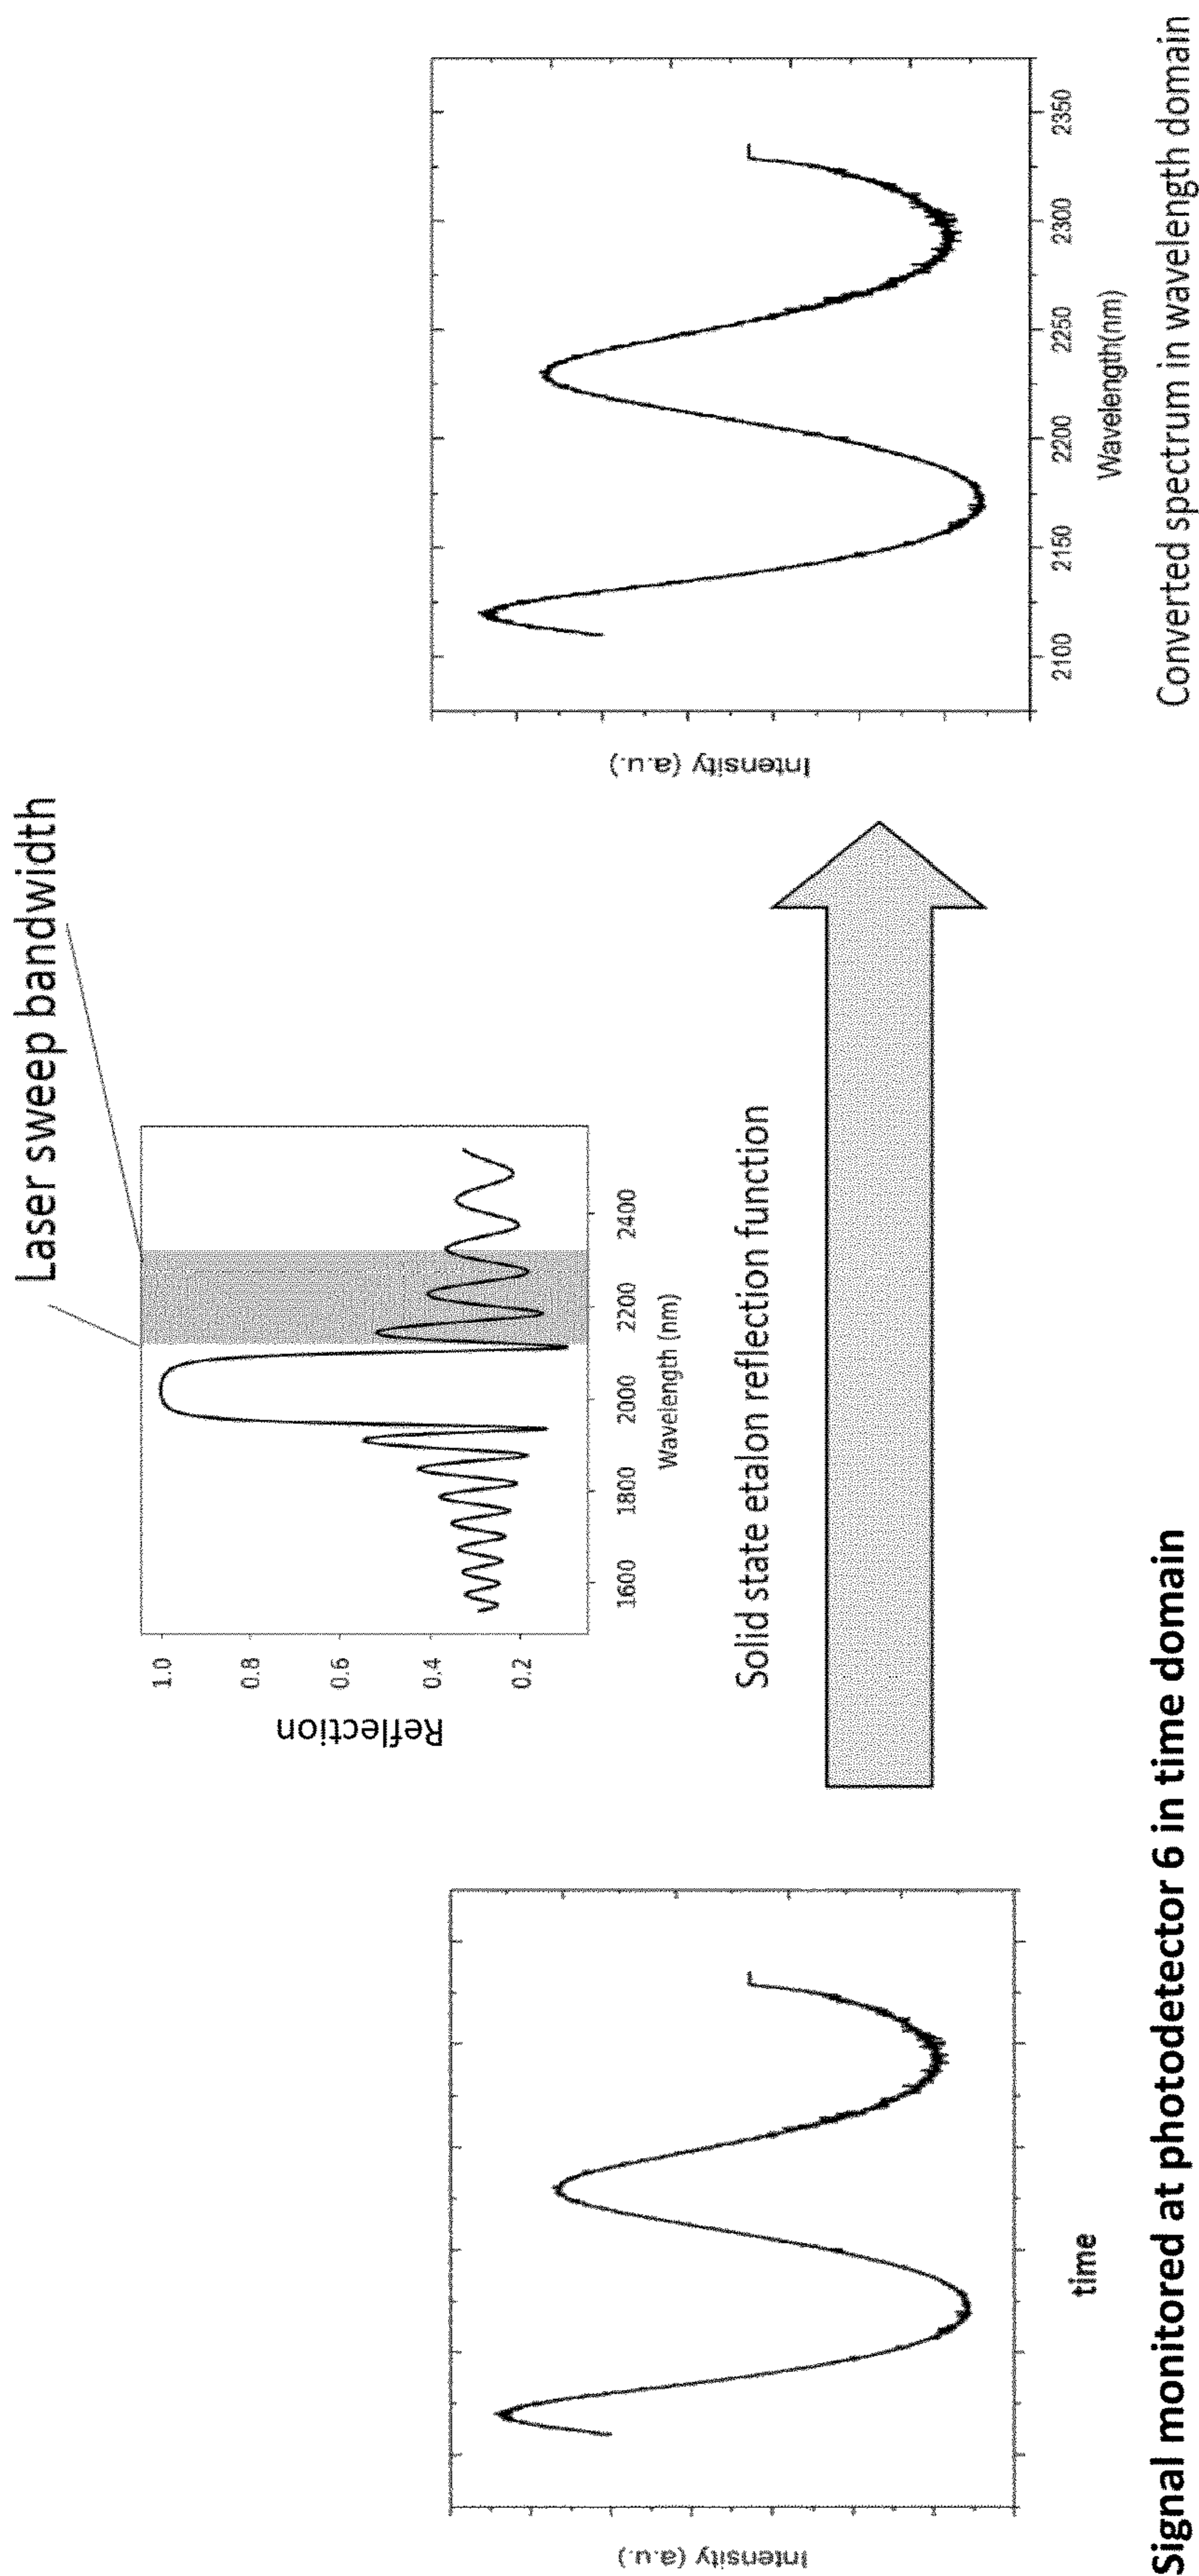 Laser sweep bandwidth
Reflection
1.0
0.8
0.6
0.4
0.2
1600 1800 2000 2200 2400
Wavelength (nm)
Solid state etalon reflection function
Intensity (a.u.)
time
Signal monitored at photodetector 6 in time domain
Intensity (a.u.)
2100 2150 2200 2250 2300 2350
Wavelength(nm)
Converted spectrum in wavelength domain